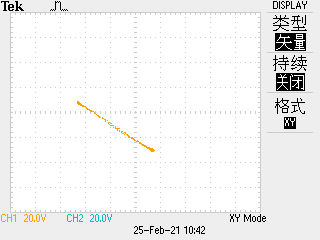 Tek
DISPLAY
类型
矢量
持续
关闭
格式
XY
CH1 20.0V CH2 20.0V XY Mode
25-Feb-21 10:42